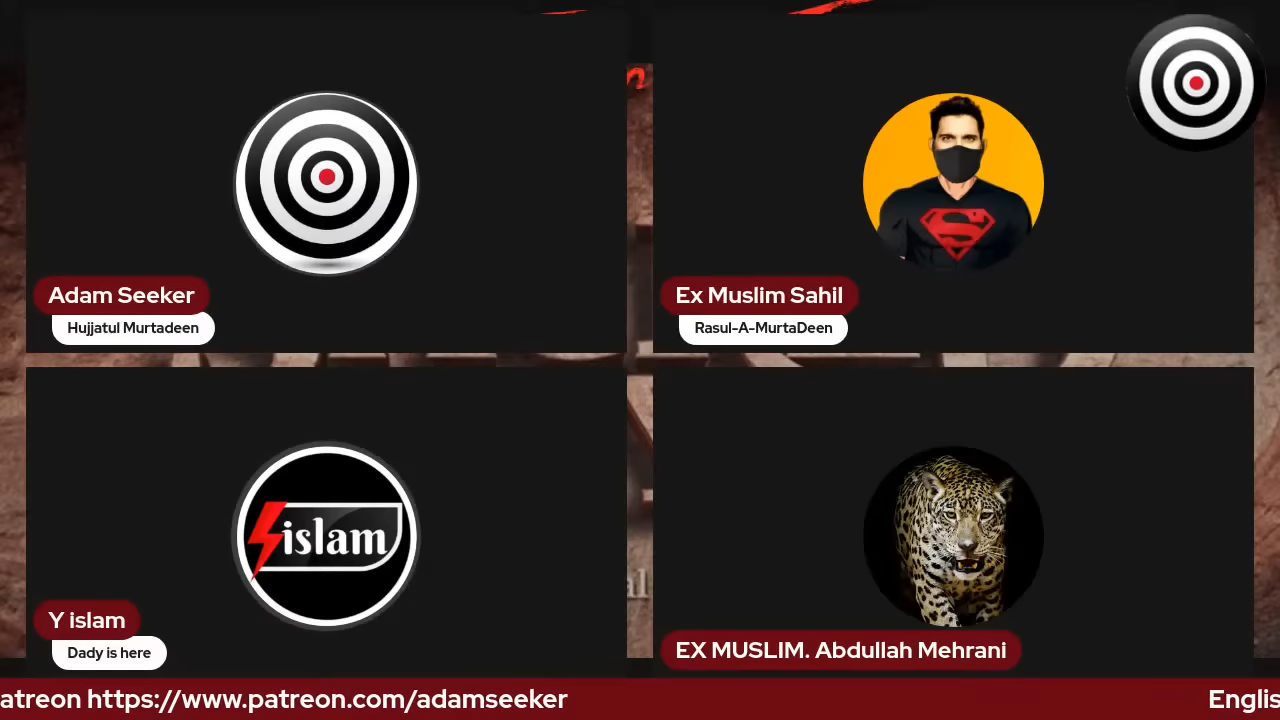 Adam Seeker
Hujjatul Murtadeen
Ex Muslim Sahil
Rasul-A-MurtaDeen
islam
Y islam
Dady is here
EX MUSLIM. Abdullah Mehrani
atreon https://www.patreon.com/adamseeker
Englis